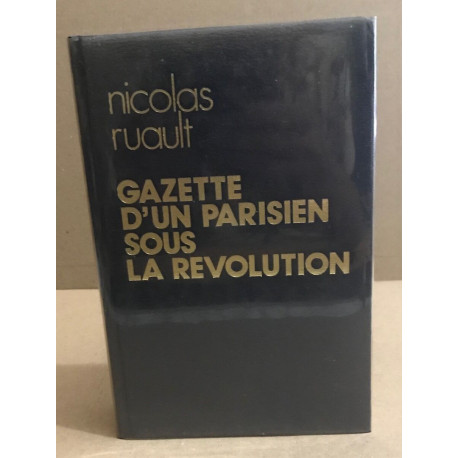 nicolas
ruault
GAZETTE
D'UN PARISIEN
SOUS
LA REVOLUTION